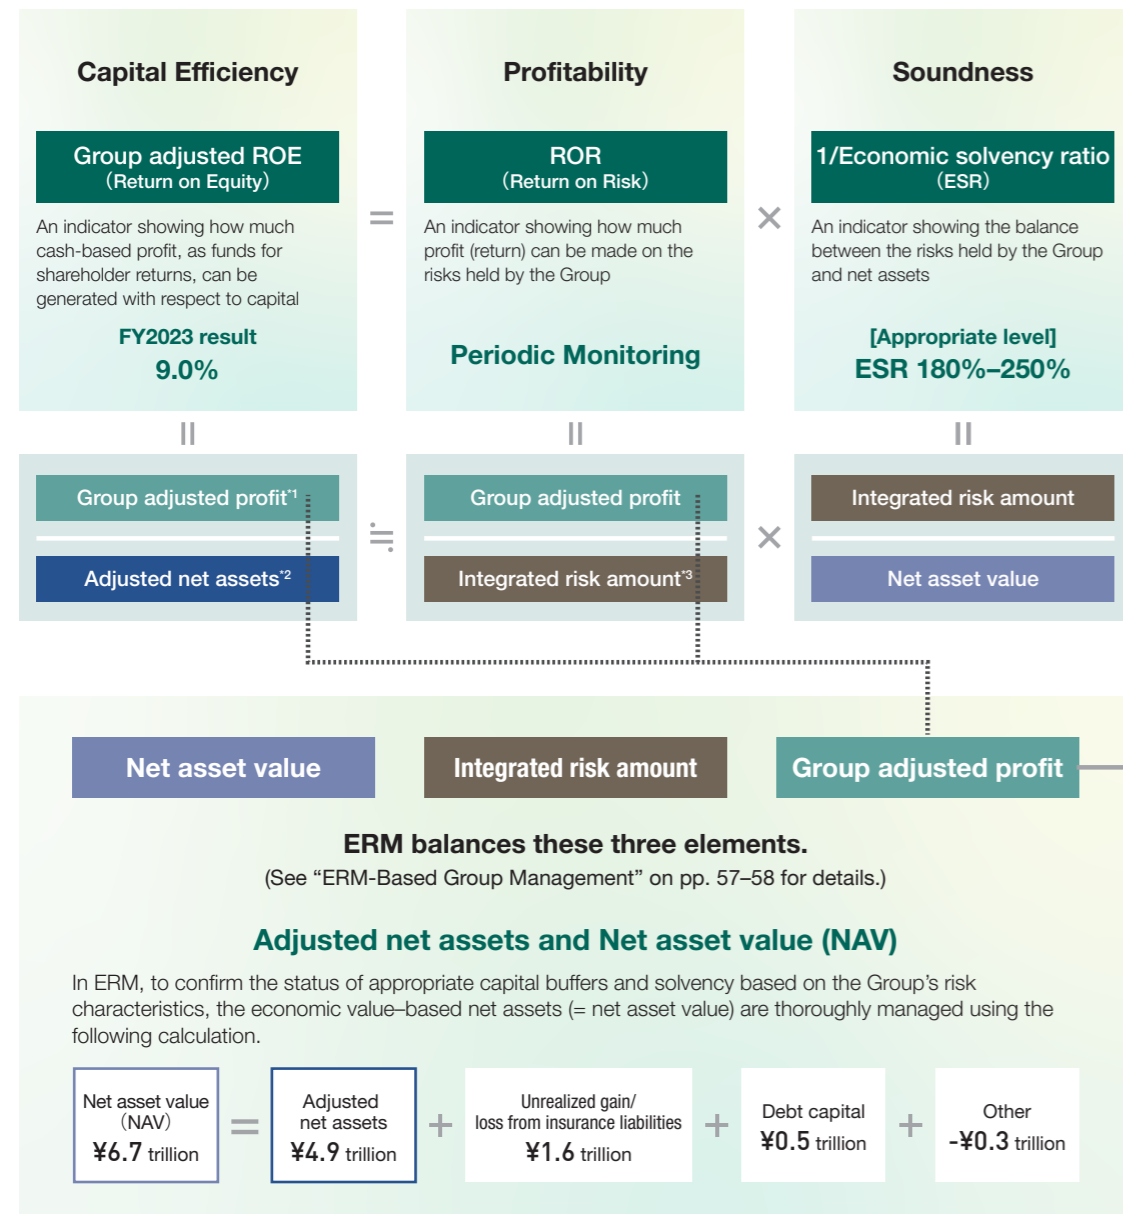 Capital Efficiency
Group adjusted ROE
(Return on Equity)
An indicator showing how much
cash-based profit, as funds for
shareholder returns, can be
generated with respect to capital
FY2023 result
9.0%
=
Profitability
ROR
(Return on Risk)
An indicator showing how much
profit (return) can be made on the
risks held by the Group
Periodic Monitoring
×
Soundness
1/Economic solvency ratio
(ESR)
An indicator showing the balance
between the risks held by the Group
and net assets
[Appropriate level]
ESR 180%–250%
=
=
=
Group adjusted profit*1
Adjusted net assets*2
≒
Group adjusted profit
Integrated risk amount*3
×
Integrated risk amount
Net asset value
Net asset value
Integrated risk amount
Group adjusted profit
ERM balances these three elements.
(See “ERM-Based Group Management” on pp. 57–58 for details.)
Adjusted net assets and Net asset value (NAV)
In ERM, to confirm the status of appropriate capital buffers and solvency based on the Group’s risk
characteristics, the economic value–based net assets (= net asset value) are thoroughly managed using the
following calculation.
Net asset value
(NAV)
¥6.7 trillion
=
Adjusted
net assets
¥4.9 trillion
+
Unrealized gain/
loss from insurance liabilities
¥1.6 trillion
+
Debt capital
¥0.5 trillion
+
Other
-¥0.3 trillion